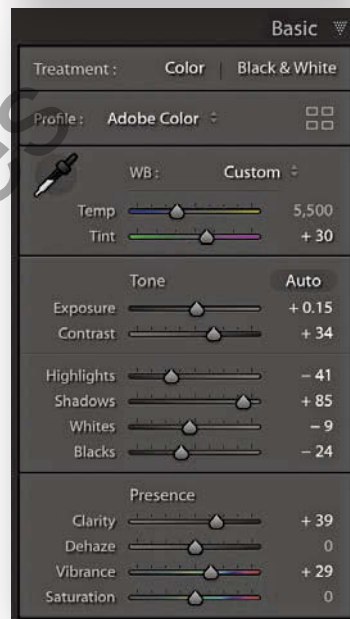 Basic
Treatment : Color | Black & White
Profile : Adobe Color
WB : Custom
Temp 5,500
Tint + 30
Tone Auto
Exposure + 0.15
Contrast + 34
Highlights − 41
Shadows + 85
Whites − 9
Blacks − 24
Presence
Clarity + 39
Dehaze 0
Vibrance + 29
Saturation 0